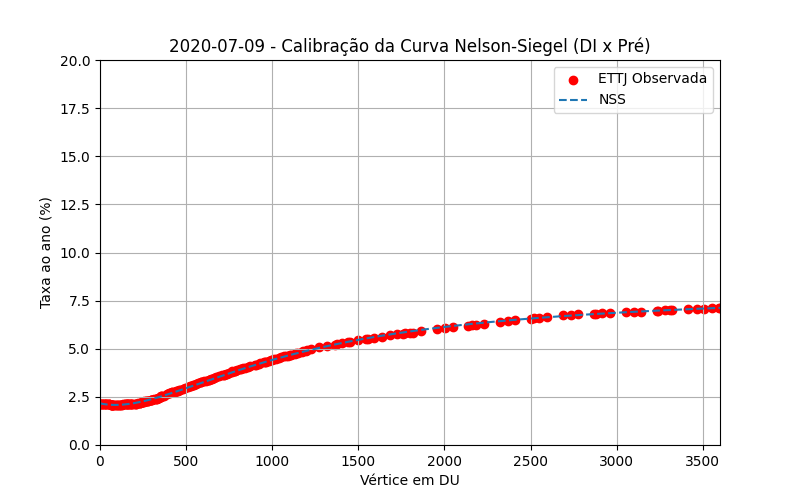 2020-07-09 - Calibração da Curva Nelson-Siegel (DI x Pré)
20.0
17.5
15.0
12.5
10.0
7.5
5.0
2.5
0.0
Taxa ao ano (%)
ETTJ Observada
NSS
0 500 1000 1500 2000 2500 3000 3500
Vértice em DU